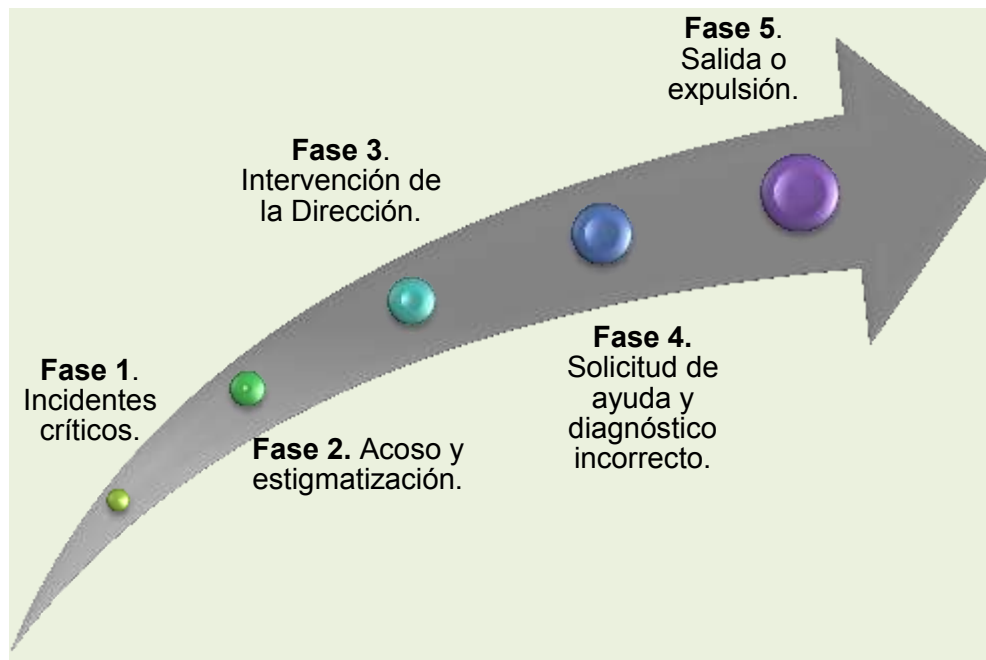 Fase 1.
Incidentes
críticos.
Fase 2. Acoso y
estigmatización.
Fase 3.
Intervención de
la Dirección.
Fase 4.
Solicitud de
ayuda y
diagnóstico
incorrecto.
Fase 5.
Salida o
expulsión.